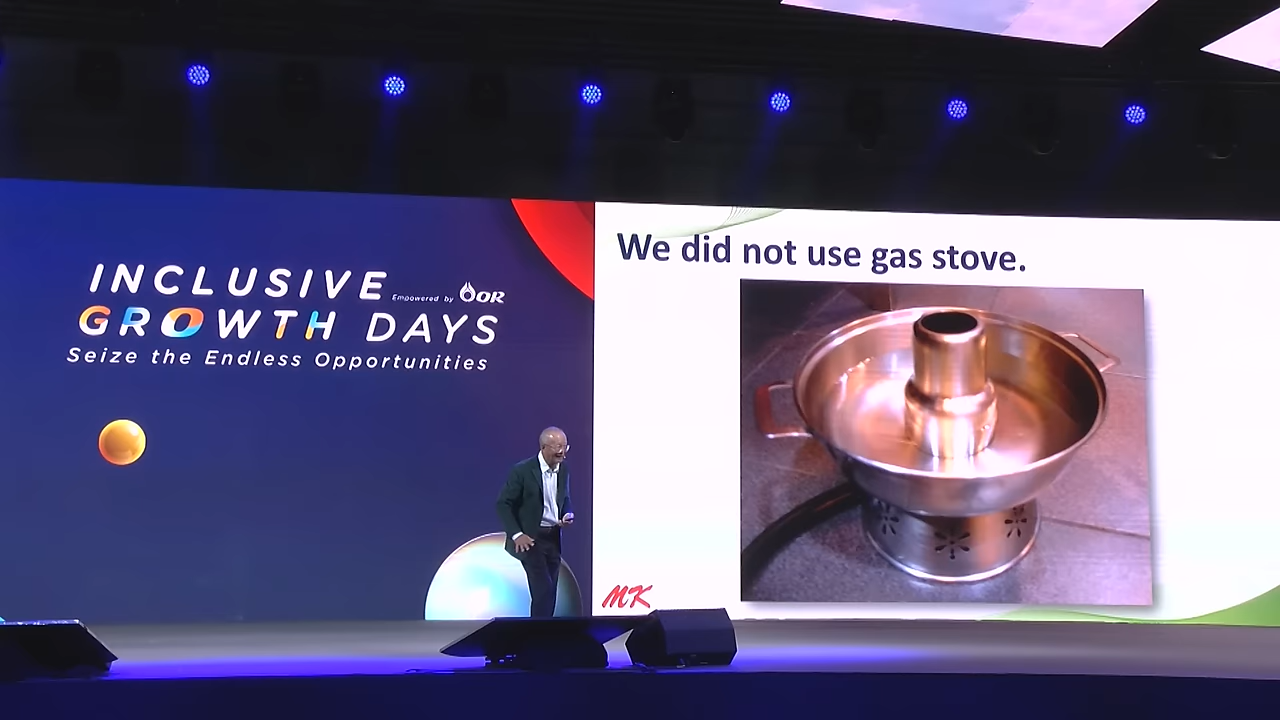 INCLUSIVE
Empowered by OR
GROWTH DAYS
Seize the Endless Opportunities
We did not use gas stove.
MK